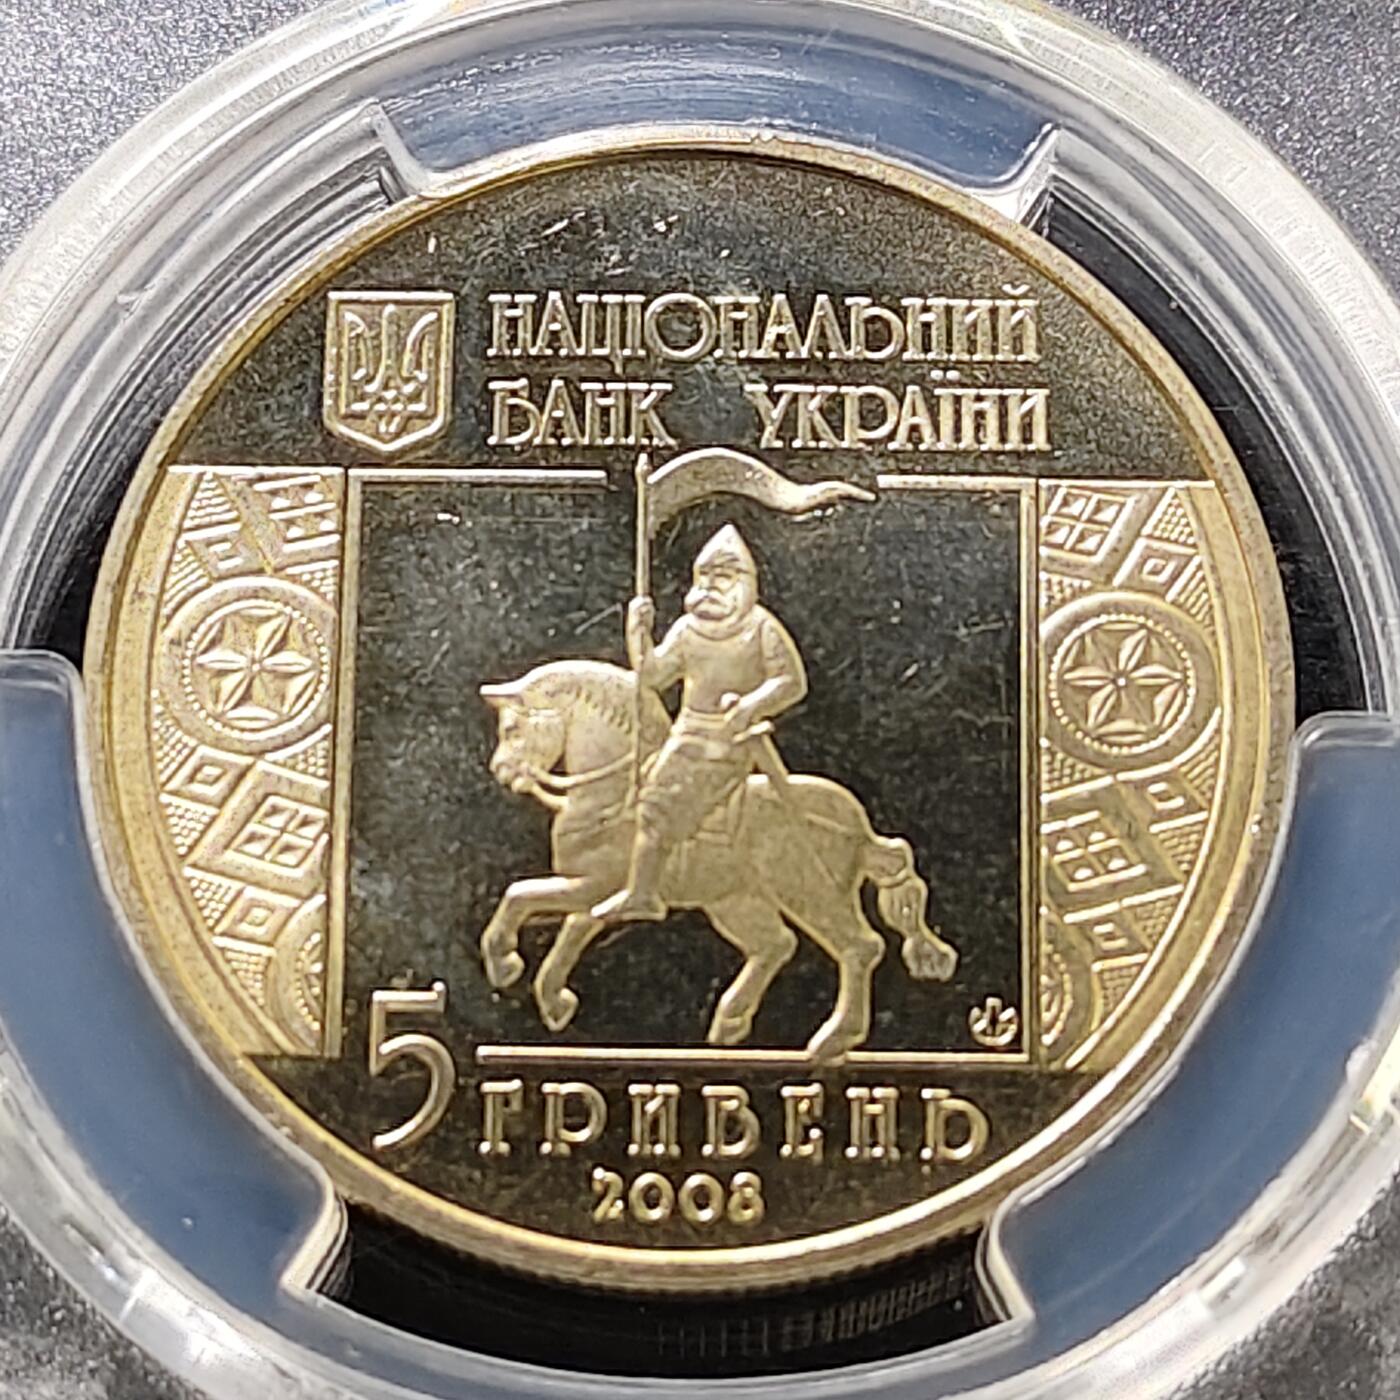 НАЦІОНАЛЬНИЙ
БАНК УКРАЇНИ
5 ГРИВЕНЬ
2008